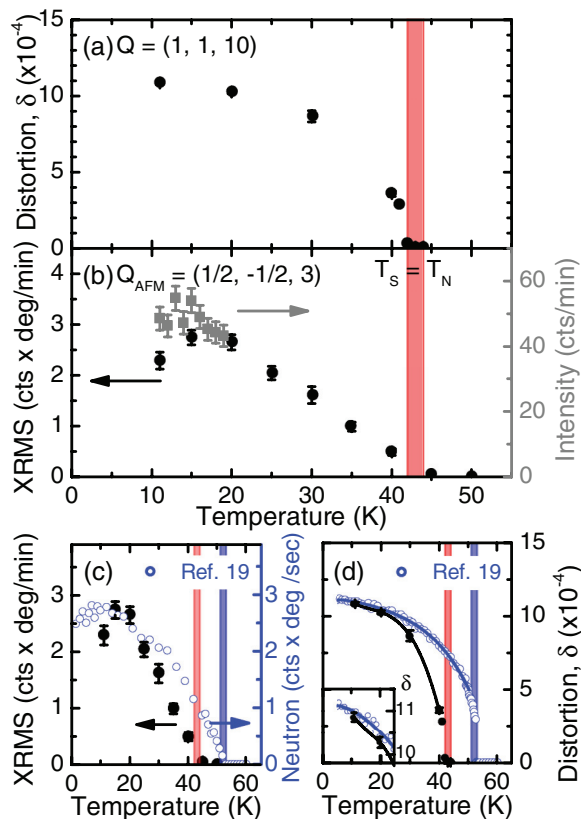 (a) Q = (1, 1, 10)
Distortion, δ (x10⁻⁴)
15
10
5
0
(b) Q_AFM = (1/2, -1/2, 3)
T_S = T_N
XRMS (cts x deg/min)
4
3
2
1
0
Intensity (cts/min)
60
40
20
0
0 10 20 30 40 50
Temperature (K)
(c) Ref. 19
XRMS (cts x deg/min)
3
2
1
0
Neutron (cts x deg /sec)
3
2
1
0
0 20 40 60
Temperature (K)
(d) Ref. 19
Distortion, δ (x10⁻⁴)
15
10
5
0
δ
11
10
0 20 40 60
Temperature (K)